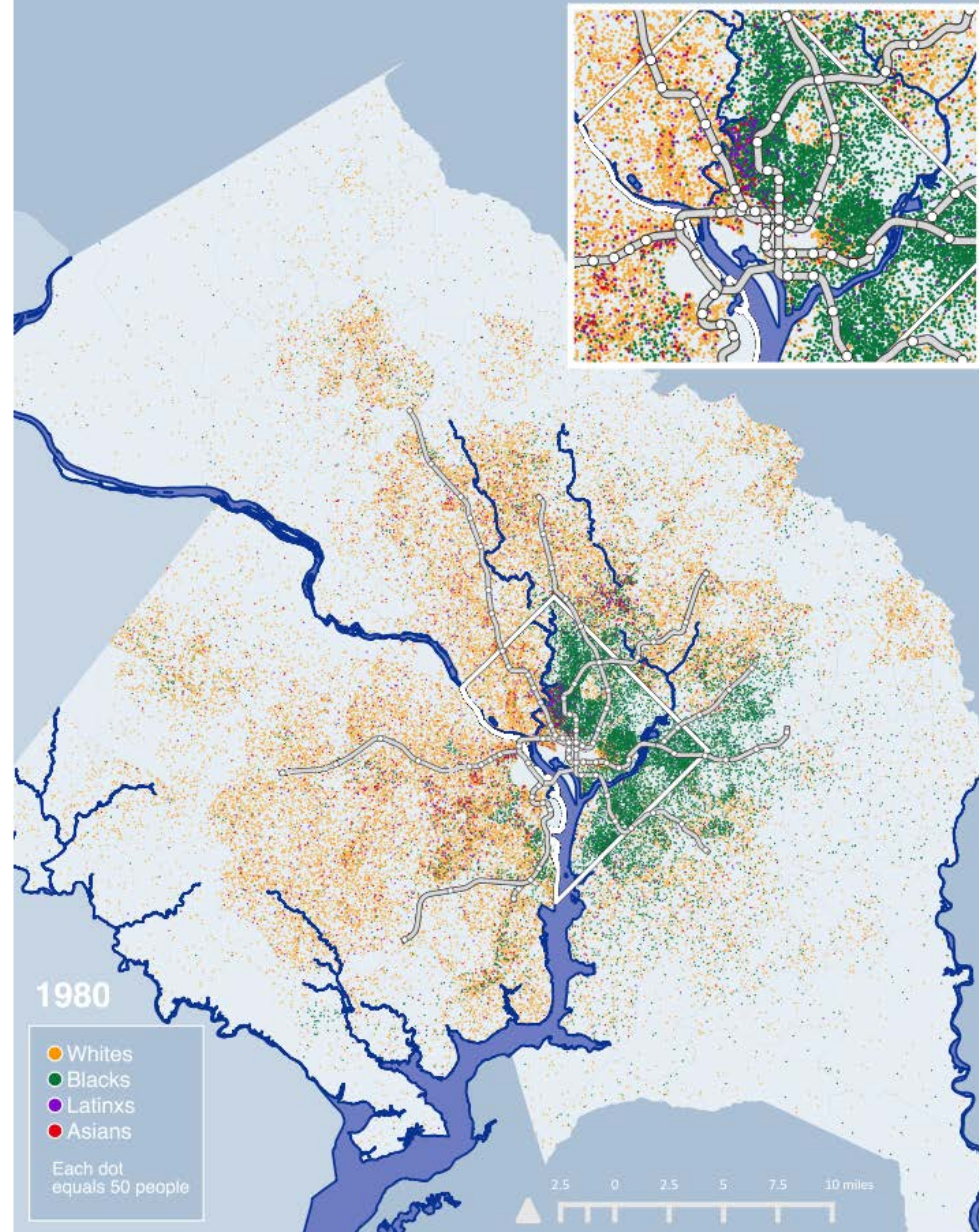 1980
Whites
Blacks
Latinxs
Asians
Each dot
equals 50 people
2.5 0 2.5 5 7.5 10 miles